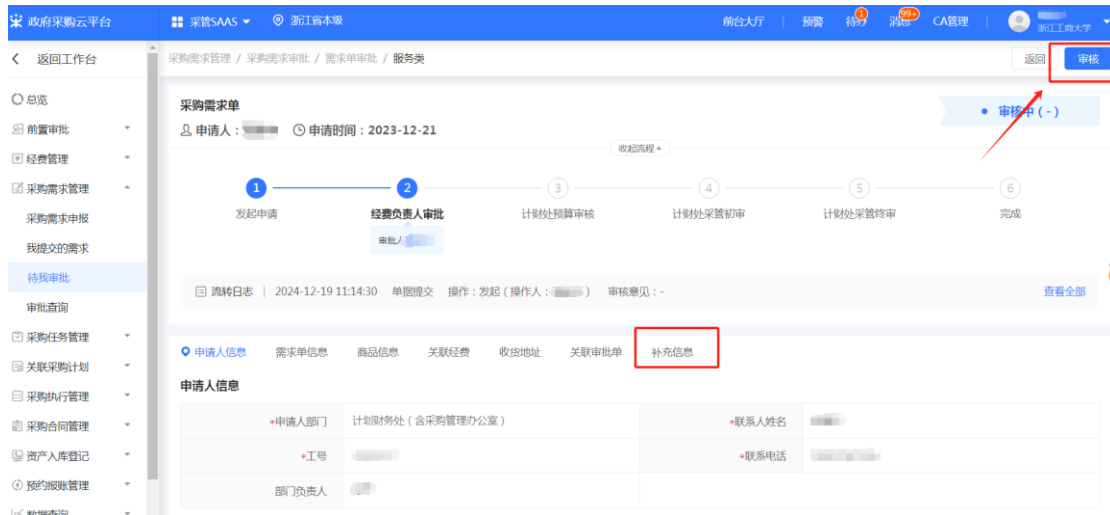 政府采购云平台 采管SAAS 浙江省本级 前台大厅 预警 待办 1 消息 99+ CA管理 浙江工商大学
返回工作台 采购需求管理 / 采购需求审批 / 需求单审批 / 服务类 返回 审核
总览
前置审批
经费管理
采购需求管理
采购需求申报
我提交的需求
待我审批
审批查询
采购任务管理
关联采购计划
采购执行管理
采购合同管理
资产入库登记
预约报账管理
数据查询
采购需求单
申请人: 申请时间:2023-12-21 审核中 (-)
收起流程
1 2 3 4 5 6
发起申请 经费负责人审批 计财处预算审核 计财处采管初审 计财处采管终审 完成
审批人
流转日志 2024-12-19 11:14:30 单据提交 操作:发起 (操作人: ) 审核意见:- 查看全部
申请人信息 需求单信息 商品信息 关联经费 收货地址 关联审批单 补充信息
申请人信息
*申请人部门 计划财务处(含采购管理办公室) *联系人姓名
*工号 *联系电话
部门负责人